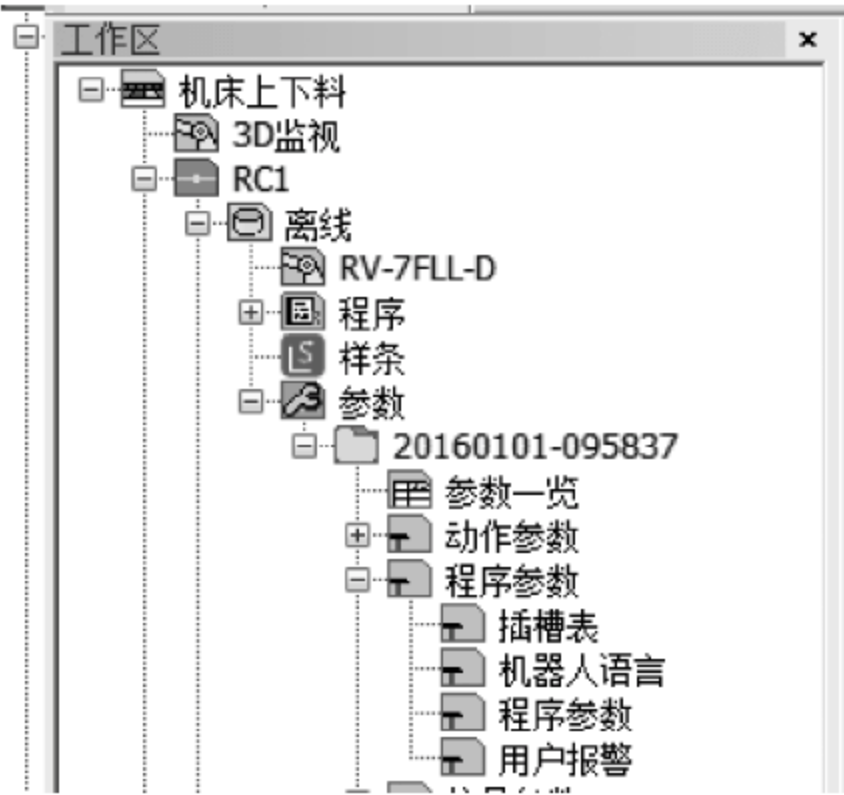 工作区
机床上下料
3D监视
RC1
离线
RV-7FLL-D
程序
样条
参数
20160101-095837
参数一览
动作参数
程序参数
插槽表
机器人语言
程序参数
用户报警